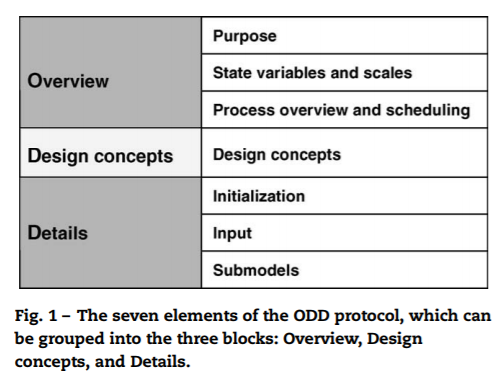 Overview
Purpose
State variables and scales
Process overview and scheduling
Design concepts
Design concepts
Details
Initialization
Input
Submodels
Fig. 1 – The seven elements of the ODD protocol, which can
be grouped into the three blocks: Overview, Design
concepts, and Details.